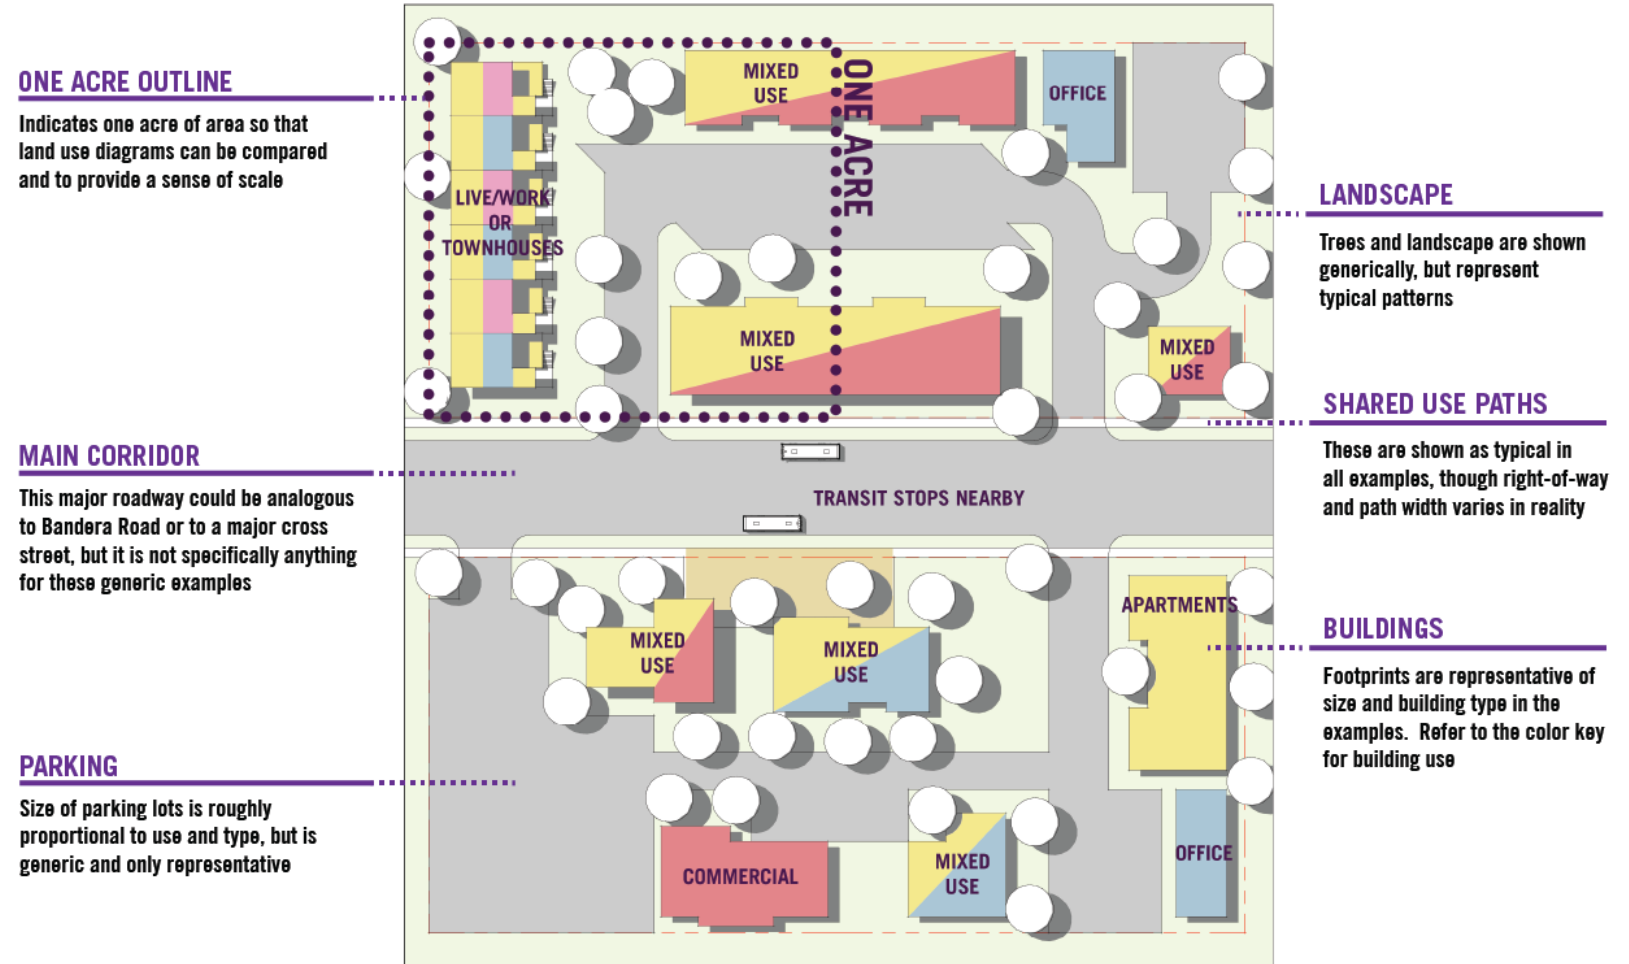 ONE ACRE OUTLINE
Indicates one acre of area so that
land use diagrams can be compared
and to provide a sense of scale
MAIN CORRIDOR
This major roadway could be analogous
to Bandera Road or to a major cross
street, but it is not specifically anything
for these generic examples
PARKING
Size of parking lots is roughly
proportional to use and type, but is
generic and only representative
MIXED
USE
ONE ACRE
OFFICE
LIVE/WORK
OR
TOWNHOUSES
MIXED
USE
MIXED
USE
TRANSIT STOPS NEARBY
MIXED
USE
MIXED
USE
APARTMENTS
COMMERCIAL
MIXED
USE
OFFICE
LANDSCAPE
Trees and landscape are shown
generically, but represent
typical patterns
SHARED USE PATHS
These are shown as typical in
all examples, though right-of-way
and path width varies in reality
BUILDINGS
Footprints are representative of
size and building type in the
examples.  Refer to the color key
for building use